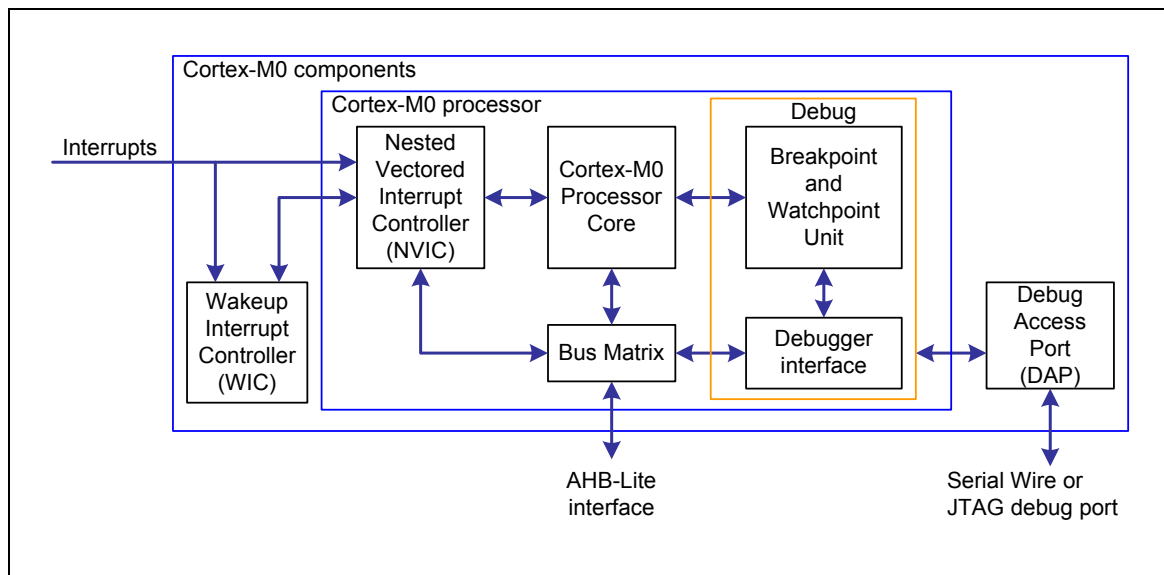 Cortex-M0 components
Cortex-M0 processor
Debug
Interrupts
Nested
Vectored
Interrupt
Controller
(NVIC)
Cortex-M0
Processor
Core
Breakpoint
and
Watchpoint
Unit
Wakeup
Interrupt
Controller
(WIC)
Bus Matrix
Debugger
interface
Debug
Access
Port
(DAP)
AHB-Lite
interface
Serial Wire or
JTAG debug port